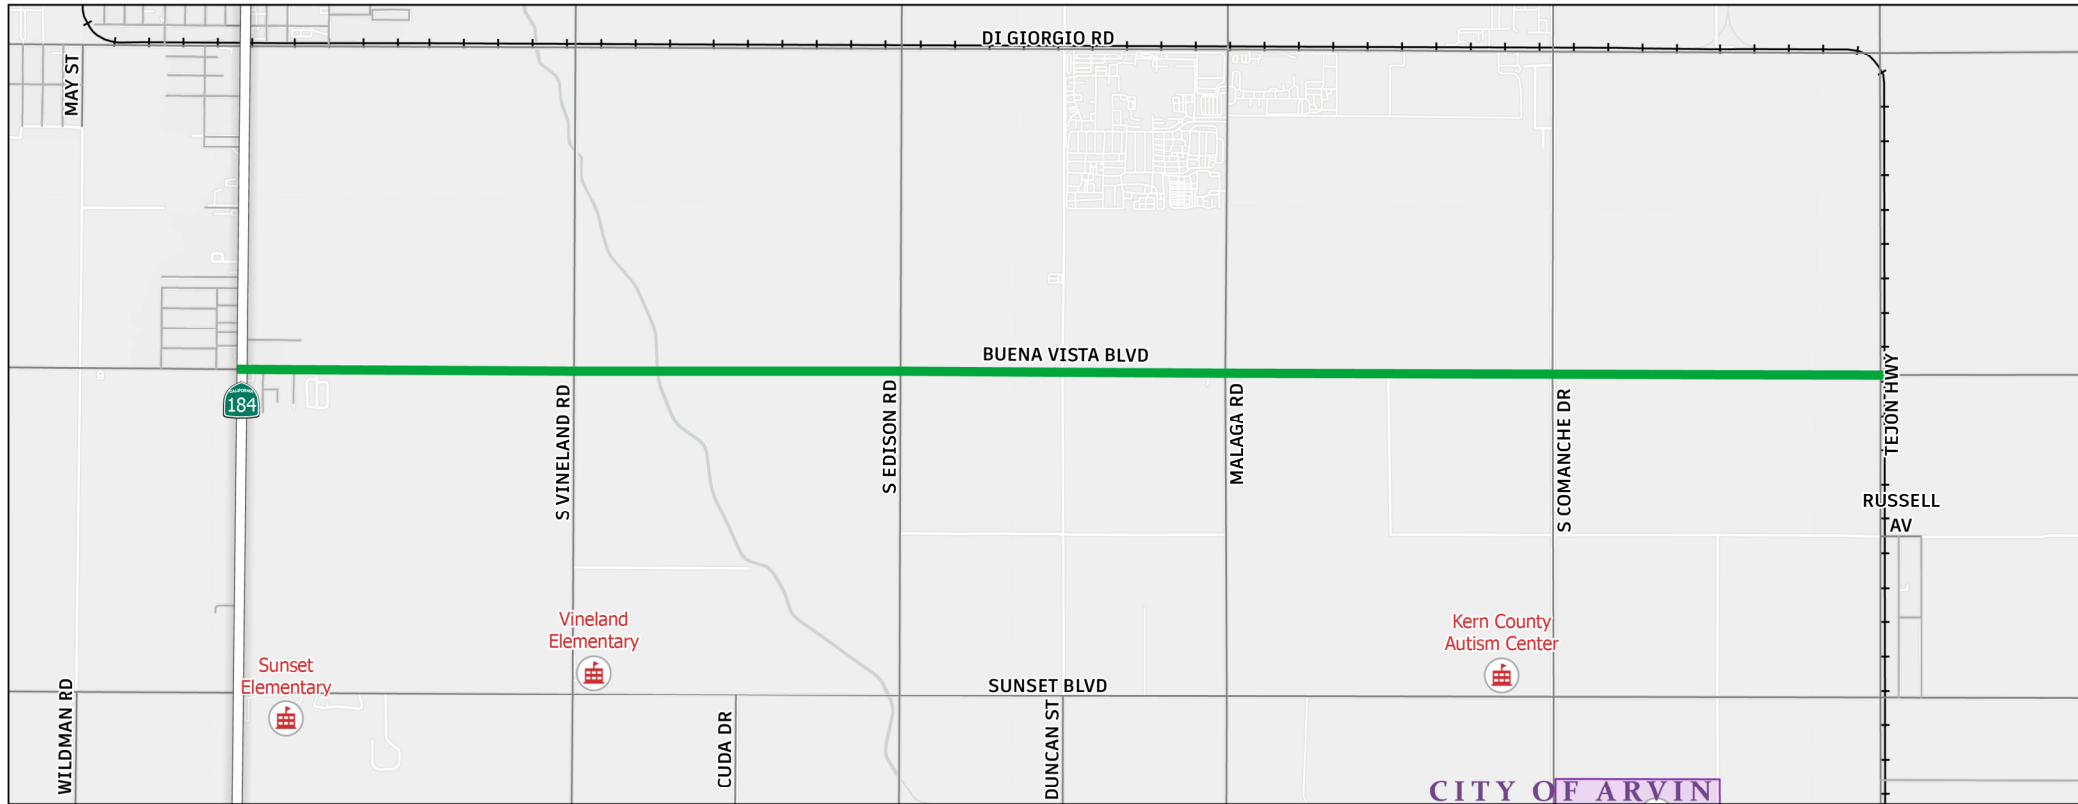 DI GIORGIO RD
MAY ST
BUENA VISTA BLVD
CALIFORNIA
184
S VINELAND RD
S EDISON RD
MALAGA RD
S COMANCHE DR
TEJON HWY
RUSSELL
AV
Vineland
Elementary
Kern County
Autism Center
Sunset
Elementary
SUNSET BLVD
WILDMAN RD
CUDA DR
DUNCAN ST
CITY OF ARVIN